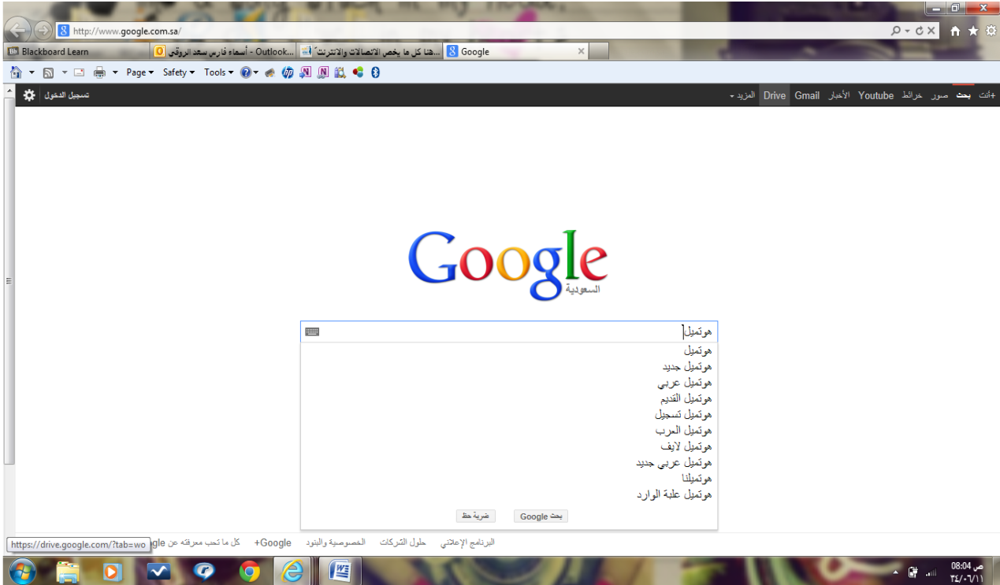 http://www.google.com.sa/
Blackboard Learn
أسماء فارس سعد الروقي - Outlook...
هنا كل ما يخص الاتصالات والانترنت...
Google
Page Safety Tools
+أنت بحث صور خرائط Youtube الأخبار Gmail Drive المزيد
تسجيل الدخول
Google
السعودية
هوتميل
هوتميل
هوتميل جديد
هوتميل عربي
هوتميل القديم
هوتميل تسجيل
هوتميل العرب
هوتميل لايف
هوتميل عربي جديد
هوتميلنا
هوتميل علبة الوارد
بحث Google ضربة حظ
البرنامج الإعلاني حلول الشركات الخصوصية والبنود Google+ كل ما تحب معرفته عن gle
https://drive.google.com/?tab=wo
08:04 ص
٣٤/٠٦/١١